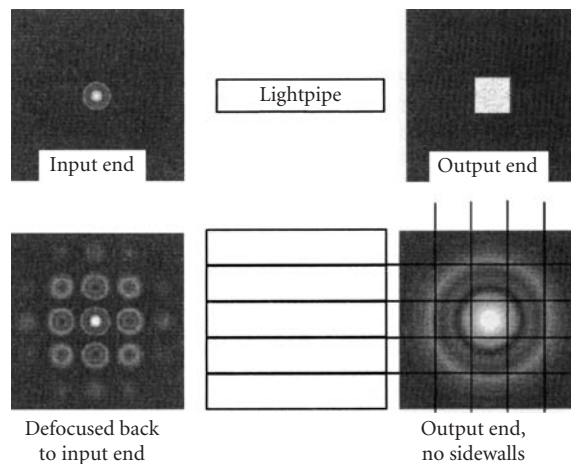 Lightpipe
Input end
Output end
Defocused back
to input end
Output end,
no sidewalls